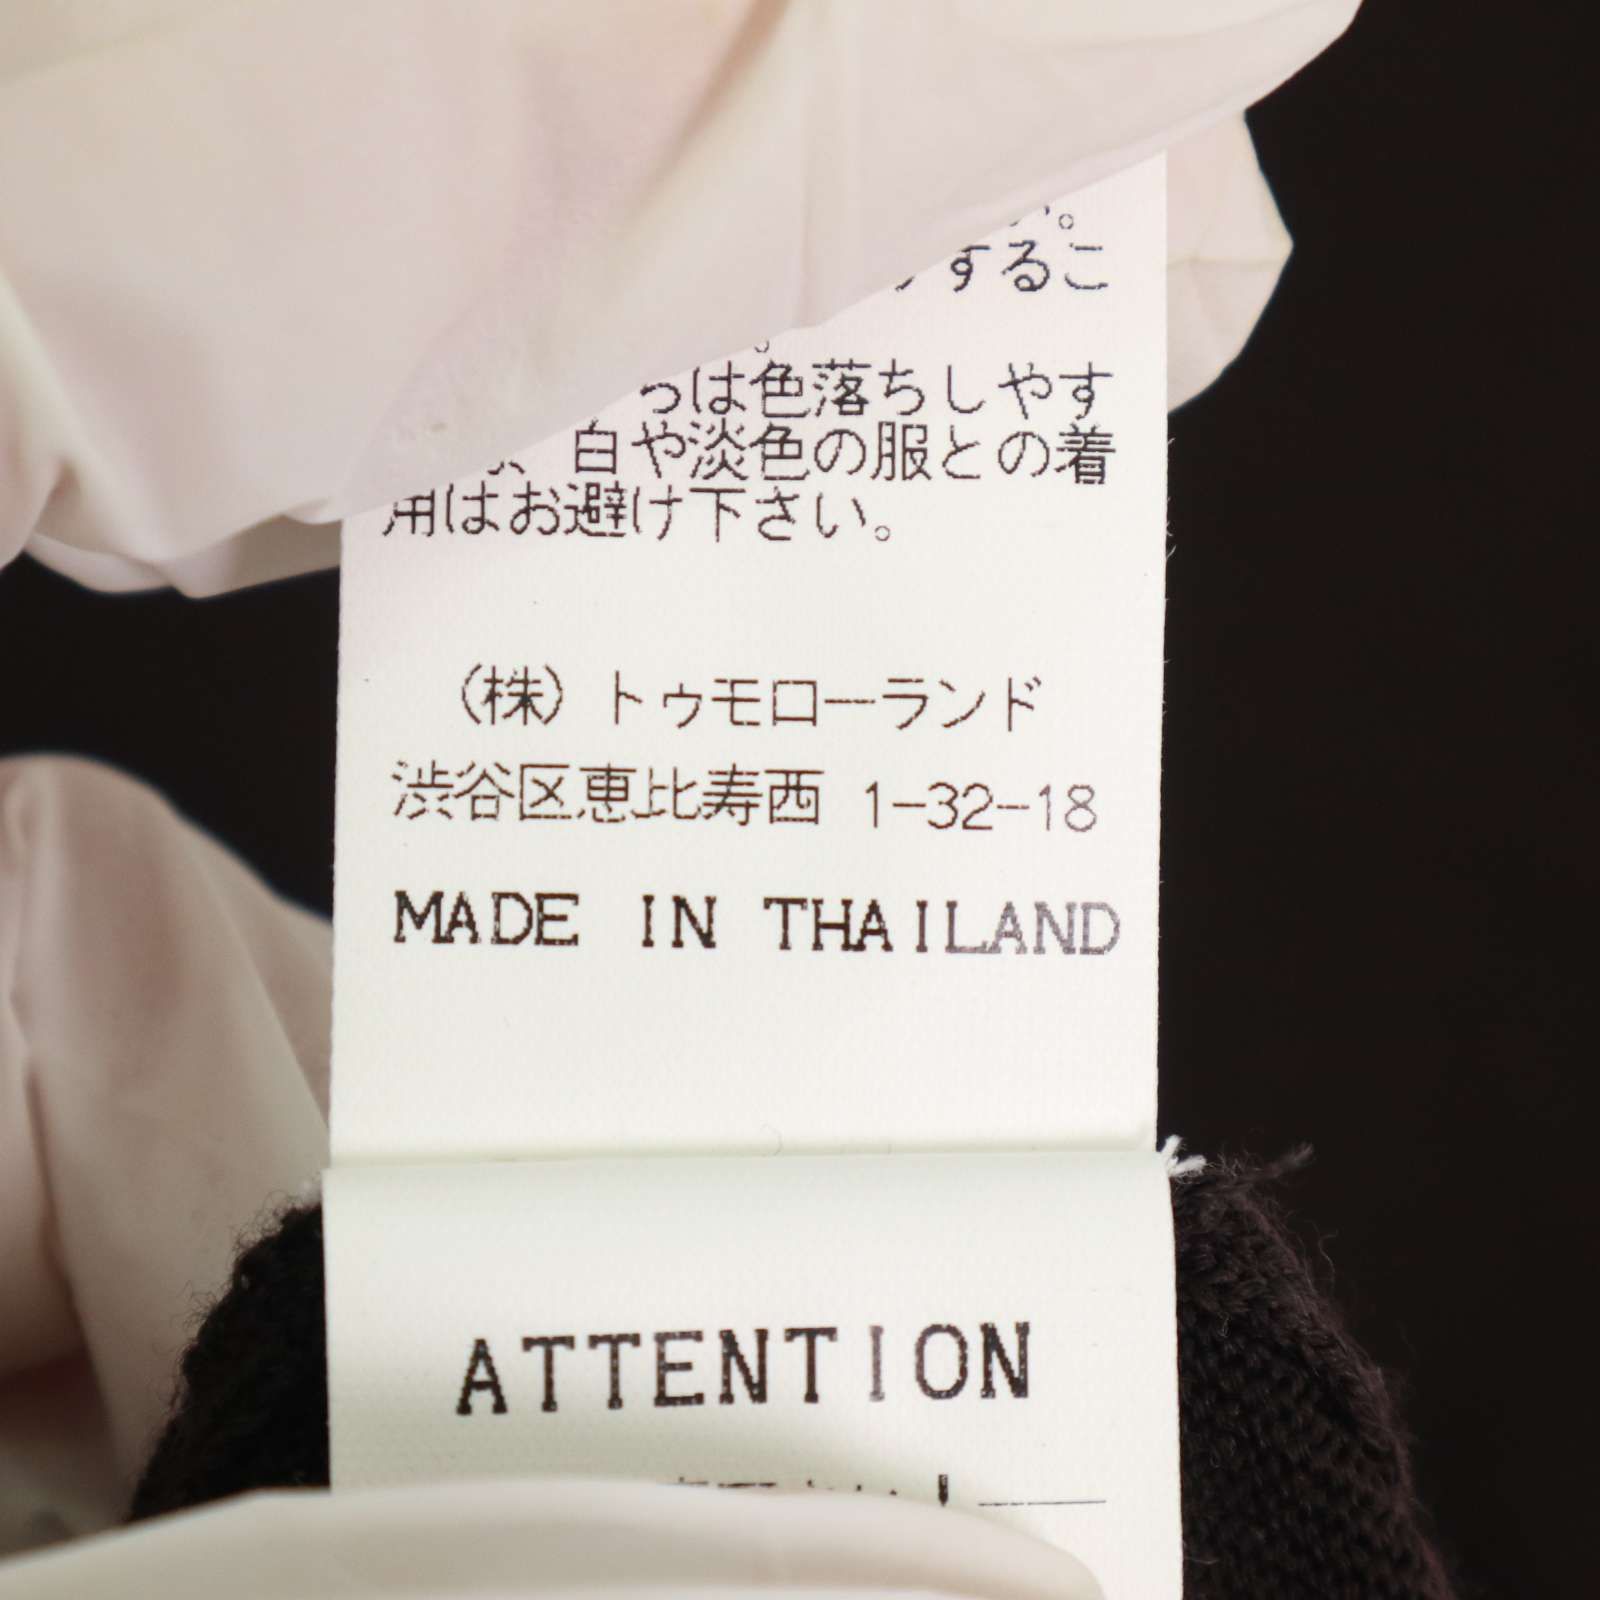 するこ
は色落ちしやす
白や淡色の服との着
用はお避け下さい。
(株) トゥモローランド
渋谷区恵比寿西 1-32-18
MADE IN THAILAND
ATTENTION